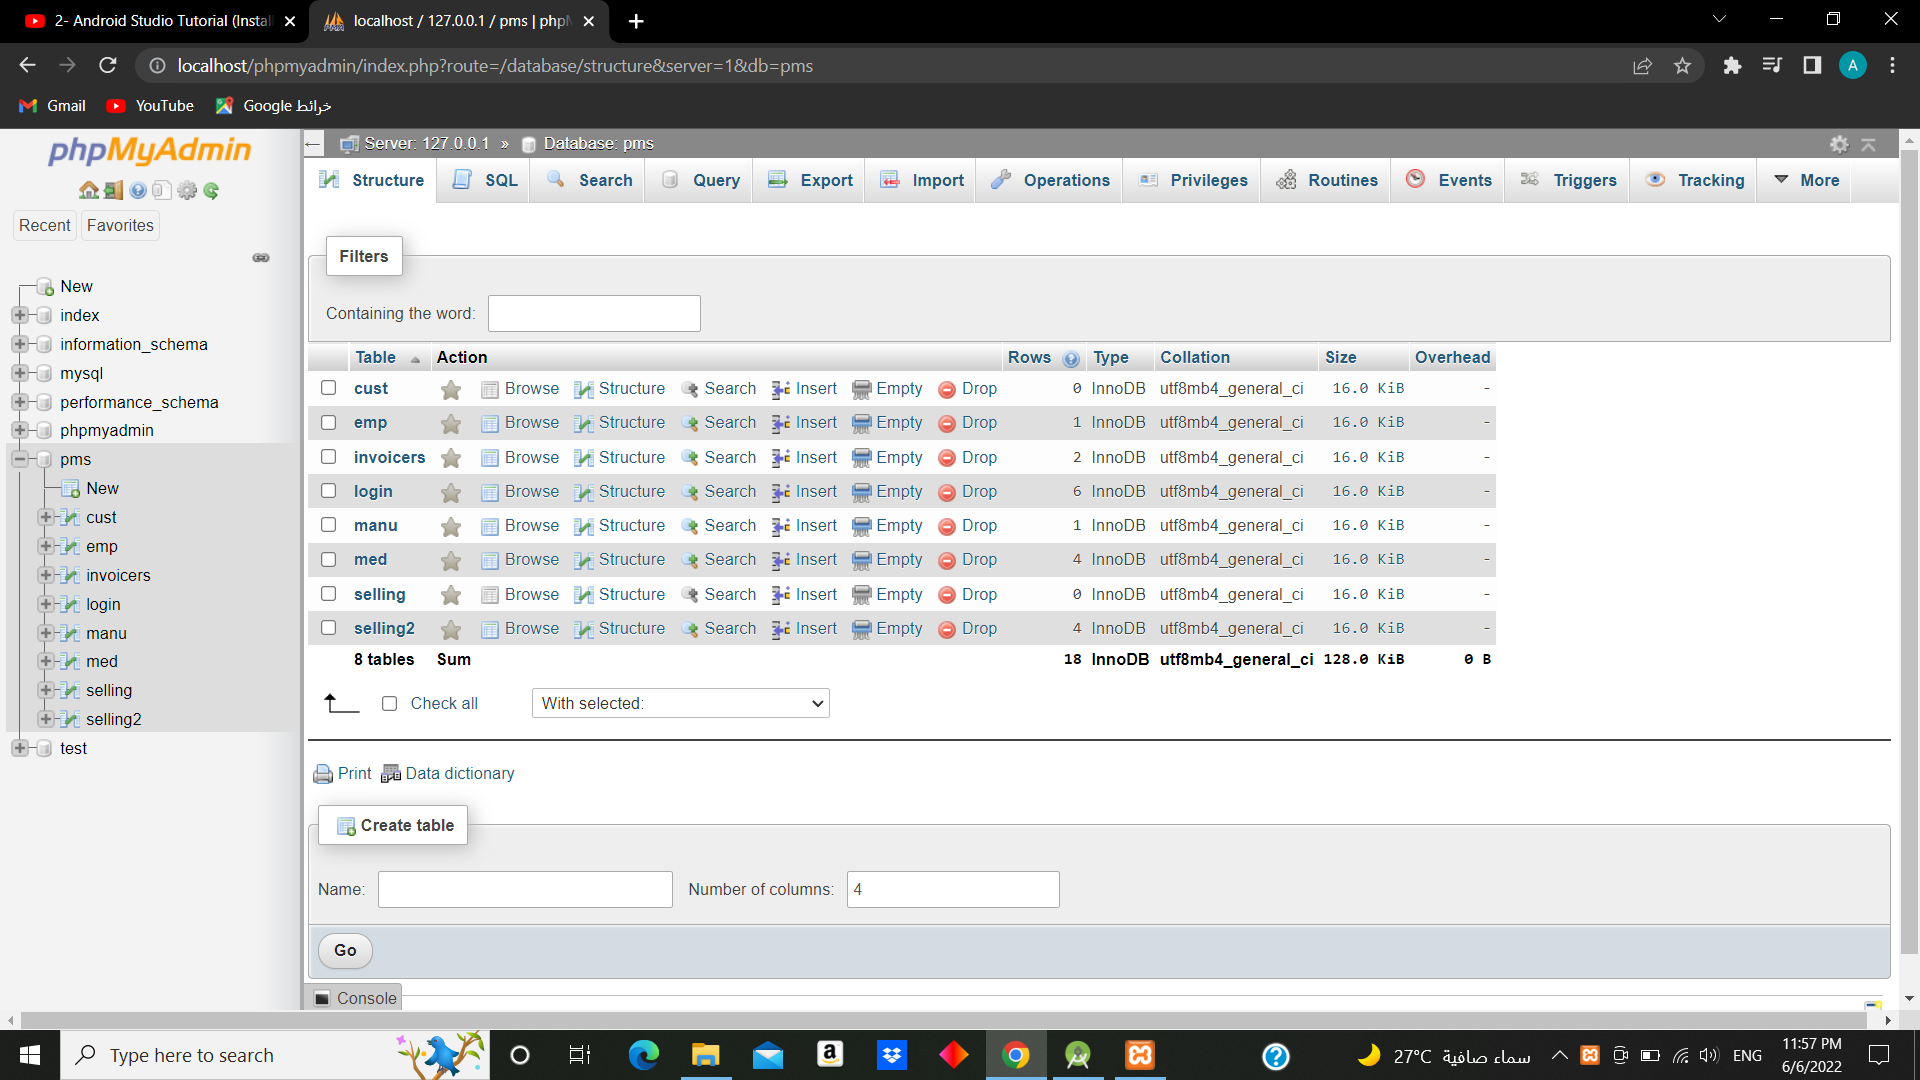 2- Android Studio Tutorial (Instal
localhost / 127.0.0.1 / pms | phpM
localhost/phpmyadmin/index.php?route=/database/structure&server=1&db=pms
A
Gmail YouTube Google خرائط
phpMyAdmin
Recent Favorites
New
index
information_schema
mysql
performance_schema
phpmyadmin
pms
New
cust
emp
invoicers
login
manu
med
selling
selling2
test
Server: 127.0.0.1 » Database: pms
Structure SQL Search Query Export Import Operations Privileges Routines Events Triggers Tracking More
Filters
Containing the word:
Table Action Rows Type Collation Size Overhead
cust Browse Structure Search Insert Empty Drop 0 InnoDB utf8mb4_general_ci 16.0 KiB -
emp Browse Structure Search Insert Empty Drop 1 InnoDB utf8mb4_general_ci 16.0 KiB -
invoicers Browse Structure Search Insert Empty Drop 2 InnoDB utf8mb4_general_ci 16.0 KiB -
login Browse Structure Search Insert Empty Drop 6 InnoDB utf8mb4_general_ci 16.0 KiB -
manu Browse Structure Search Insert Empty Drop 1 InnoDB utf8mb4_general_ci 16.0 KiB -
med Browse Structure Search Insert Empty Drop 4 InnoDB utf8mb4_general_ci 16.0 KiB -
selling Browse Structure Search Insert Empty Drop 0 InnoDB utf8mb4_general_ci 16.0 KiB -
selling2 Browse Structure Search Insert Empty Drop 4 InnoDB utf8mb4_general_ci 16.0 KiB -
8 tables Sum 18 InnoDB utf8mb4_general_ci 128.0 KiB 0 B
Check all With selected:
Print Data dictionary
Create table
Name: Number of columns: 4
Go
Console
Type here to search
27°C سماء صافية
ENG
11:57 PM
6/6/2022